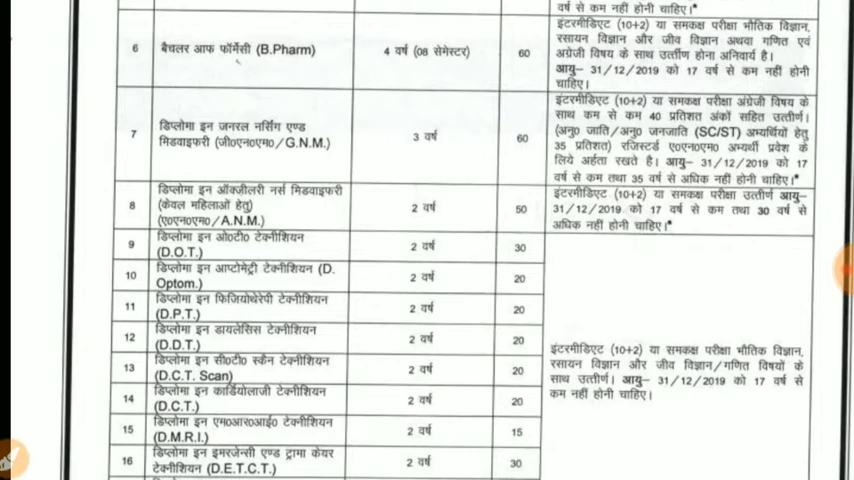 वर्ष से कम नहीं होनी चाहिए।*
6 बैचलर आफ फॉर्मेसी (B.Pharm) 4 वर्ष (08 सेमेस्टर) 60
इंटरमीडिएट (10+2) या समकक्ष परीक्षा भौतिक विज्ञान,
रसायन विज्ञान और जीव विज्ञान अथवा गणित एवं
अंग्रेजी विषय के साथ उर्त्तीण होना अनिवार्य है।
आयु– 31/12/2019 को 17 वर्ष से कम नहीं होनी
चाहिए।
7 डिप्लोमा इन जनरल नर्सिंग एण्ड
मिडवाइफरी (जी0एन0एम0/G.N.M.) 3 वर्ष 60
इंटरमीडिएट (10+2) या समकक्ष परीक्षा अंग्रेजी विषय के
साथ कम से कम 40 प्रतिशत अंकों सहित उत्तीर्ण।
(अनु0 जाति/अनु0 जनजाति (SC/ST) अभ्यर्थियों हेतु
35 प्रतिशत) रजिस्टर्ड ए0एन0एम0 अभ्यर्थी प्रवेश के
लिये अर्हता रखते है। आयु– 31/12/2019 को 17
वर्ष से कम तथा 35 वर्ष से अधिक नहीं होनी चाहिए।*
8 डिप्लोमा इन ऑक्ज़ीलरी नर्स मिडवाइफरी
(केवल महिलाओं हेतु)
(ए0एन0एम0/A.N.M.) 2 वर्ष 50
इंटरमीडिएट (10+2) या समकक्ष परीक्षा उर्त्तीण आयु–
31/12/2019 को 17 वर्ष से कम तथा 30 वर्ष से
अधिक नहीं होनी चाहिए।*
9 डिप्लोमा इन ओ0टी0 टेक्नीशियन
(D.O.T.) 2 वर्ष 30
10 डिप्लोमा इन आप्टोमेट्री टेक्नीशियन (D.
Optom.) 2 वर्ष 20
11 डिप्लोमा इन फिजियोथेरेपी टेक्नीशियन
(D.P.T.) 2 वर्ष 20
12 डिप्लोमा इन डायलेसिस टेक्नीशियन
(D.D.T.) 2 वर्ष 20
13 डिप्लोमा इन सी0टी0 स्कैन टेक्नीशियन
(D.C.T. Scan) 2 वर्ष 20
14 डिप्लोमा इन कार्डियोलाजी टेक्नीशियन
(D.C.T.) 2 वर्ष 20
15 डिप्लोमा इन एम0आर0आई0 टेक्नीशियन
(D.M.R.I.) 2 वर्ष 15
16 डिप्लोमा इन इमरजेन्सी एण्ड ट्रामा केयर
टेक्नीशियन (D.E.T.C.T.) 2 वर्ष 30
इंटरमीडिएट (10+2) या समकक्ष परीक्षा भौतिक विज्ञान,
रसायन विज्ञान और जीव विज्ञान/गणित विषयों के
साथ उर्त्तीण। आयु– 31/12/2019 को 17 वर्ष से
कम नहीं होनी चाहिए।